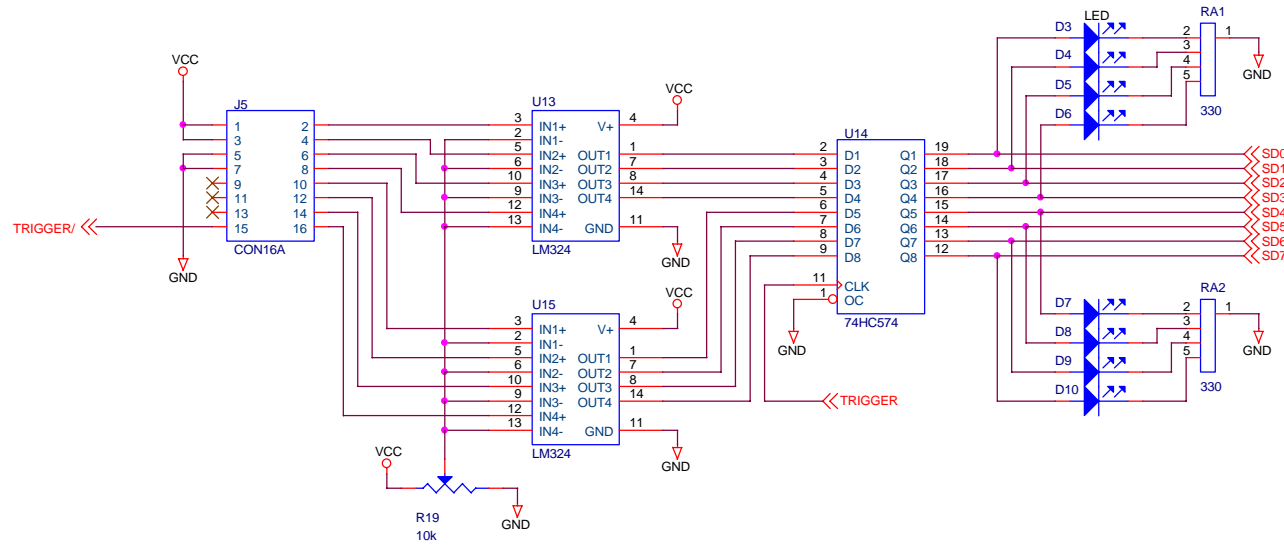 VCC
J5
1 2
3 4
5 6
7 8
9 10
11 12
13 14
15 16
CON16A
GND
TRIGGER/
U13
3 IN1+ V+ 4
2 IN1-
5 IN2+ OUT1 1
6 IN2- OUT2 7
10 IN3+ OUT3 8
9 IN3- OUT4 14
12 IN4+
13 IN4- GND 11
LM324
VCC
GND
U15
3 IN1+ V+ 4
2 IN1-
5 IN2+ OUT1 1
6 IN2- OUT2 7
10 IN3+ OUT3 8
9 IN3- OUT4 14
12 IN4+
13 IN4- GND 11
LM324
VCC
GND
VCC
R19
10k
GND
U14
2 D1 Q1 19
3 D2 Q2 18
4 D3 Q3 17
5 D4 Q4 16
6 D5 Q5 15
7 D6 Q6 14
8 D7 Q7 13
9 D8 Q8 12
11 CLK
1 OC
74HC574
GND
TRIGGER
LED
D3
D4
D5
D6
RA1
2 1
3
4
5
330
GND
SD0
SD1
SD2
SD3
SD4
SD5
SD6
SD7
D7
D8
D9
D10
RA2
2 1
3
4
5
330
GND